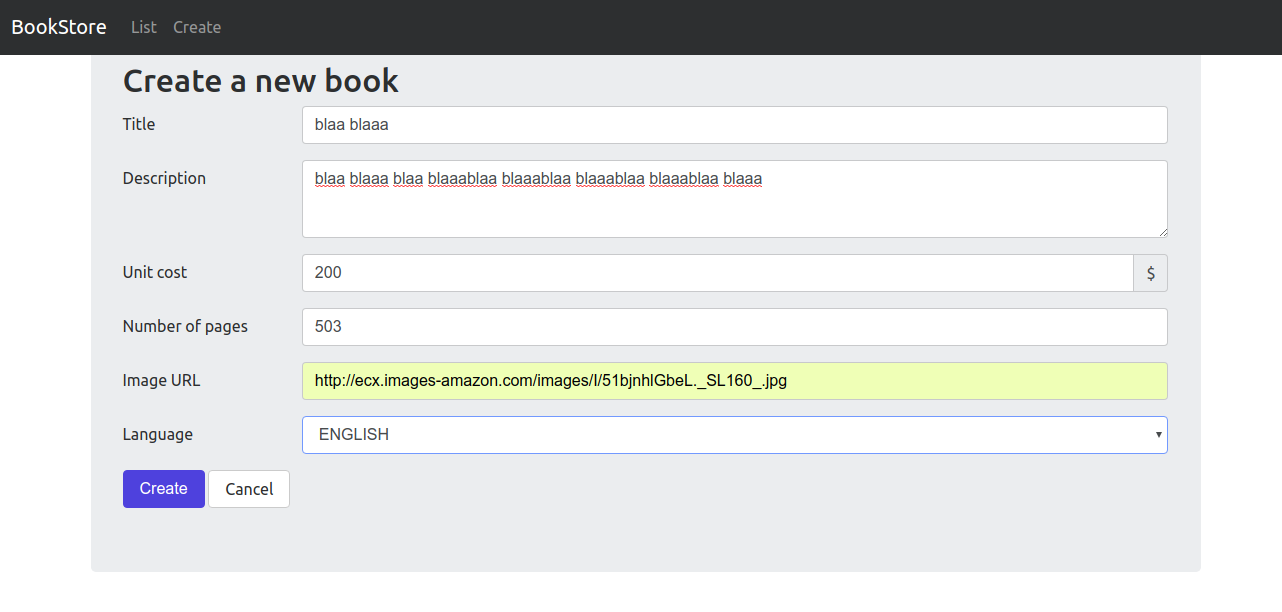 BookStore List Create
Create a new book
Title blaa blaaa
Description blaa blaaa blaa blaaablaa blaaablaa blaaablaa blaaablaa blaaa
Unit cost 200 $
Number of pages 503
Image URL http://ecx.images-amazon.com/images/I/51bjnhlGbeL._SL160_.jpg
Language ENGLISH
Create Cancel